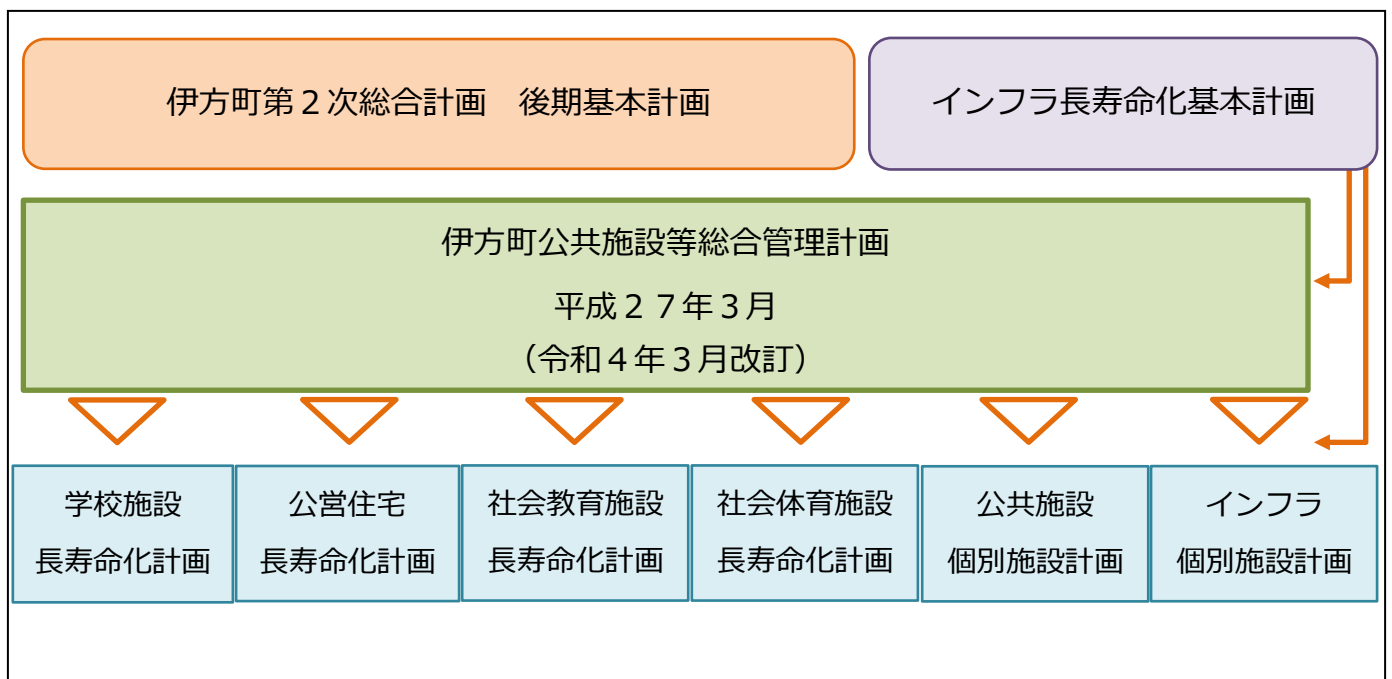 伊方町第２次総合計画　後期基本計画
インフラ長寿命化基本計画
伊方町公共施設等総合管理計画
平成２７年３月
（令和４年３月改訂）
学校施設
長寿命化計画
公営住宅
長寿命化計画
社会教育施設
長寿命化計画
社会体育施設
長寿命化計画
公共施設
個別施設計画
インフラ
個別施設計画